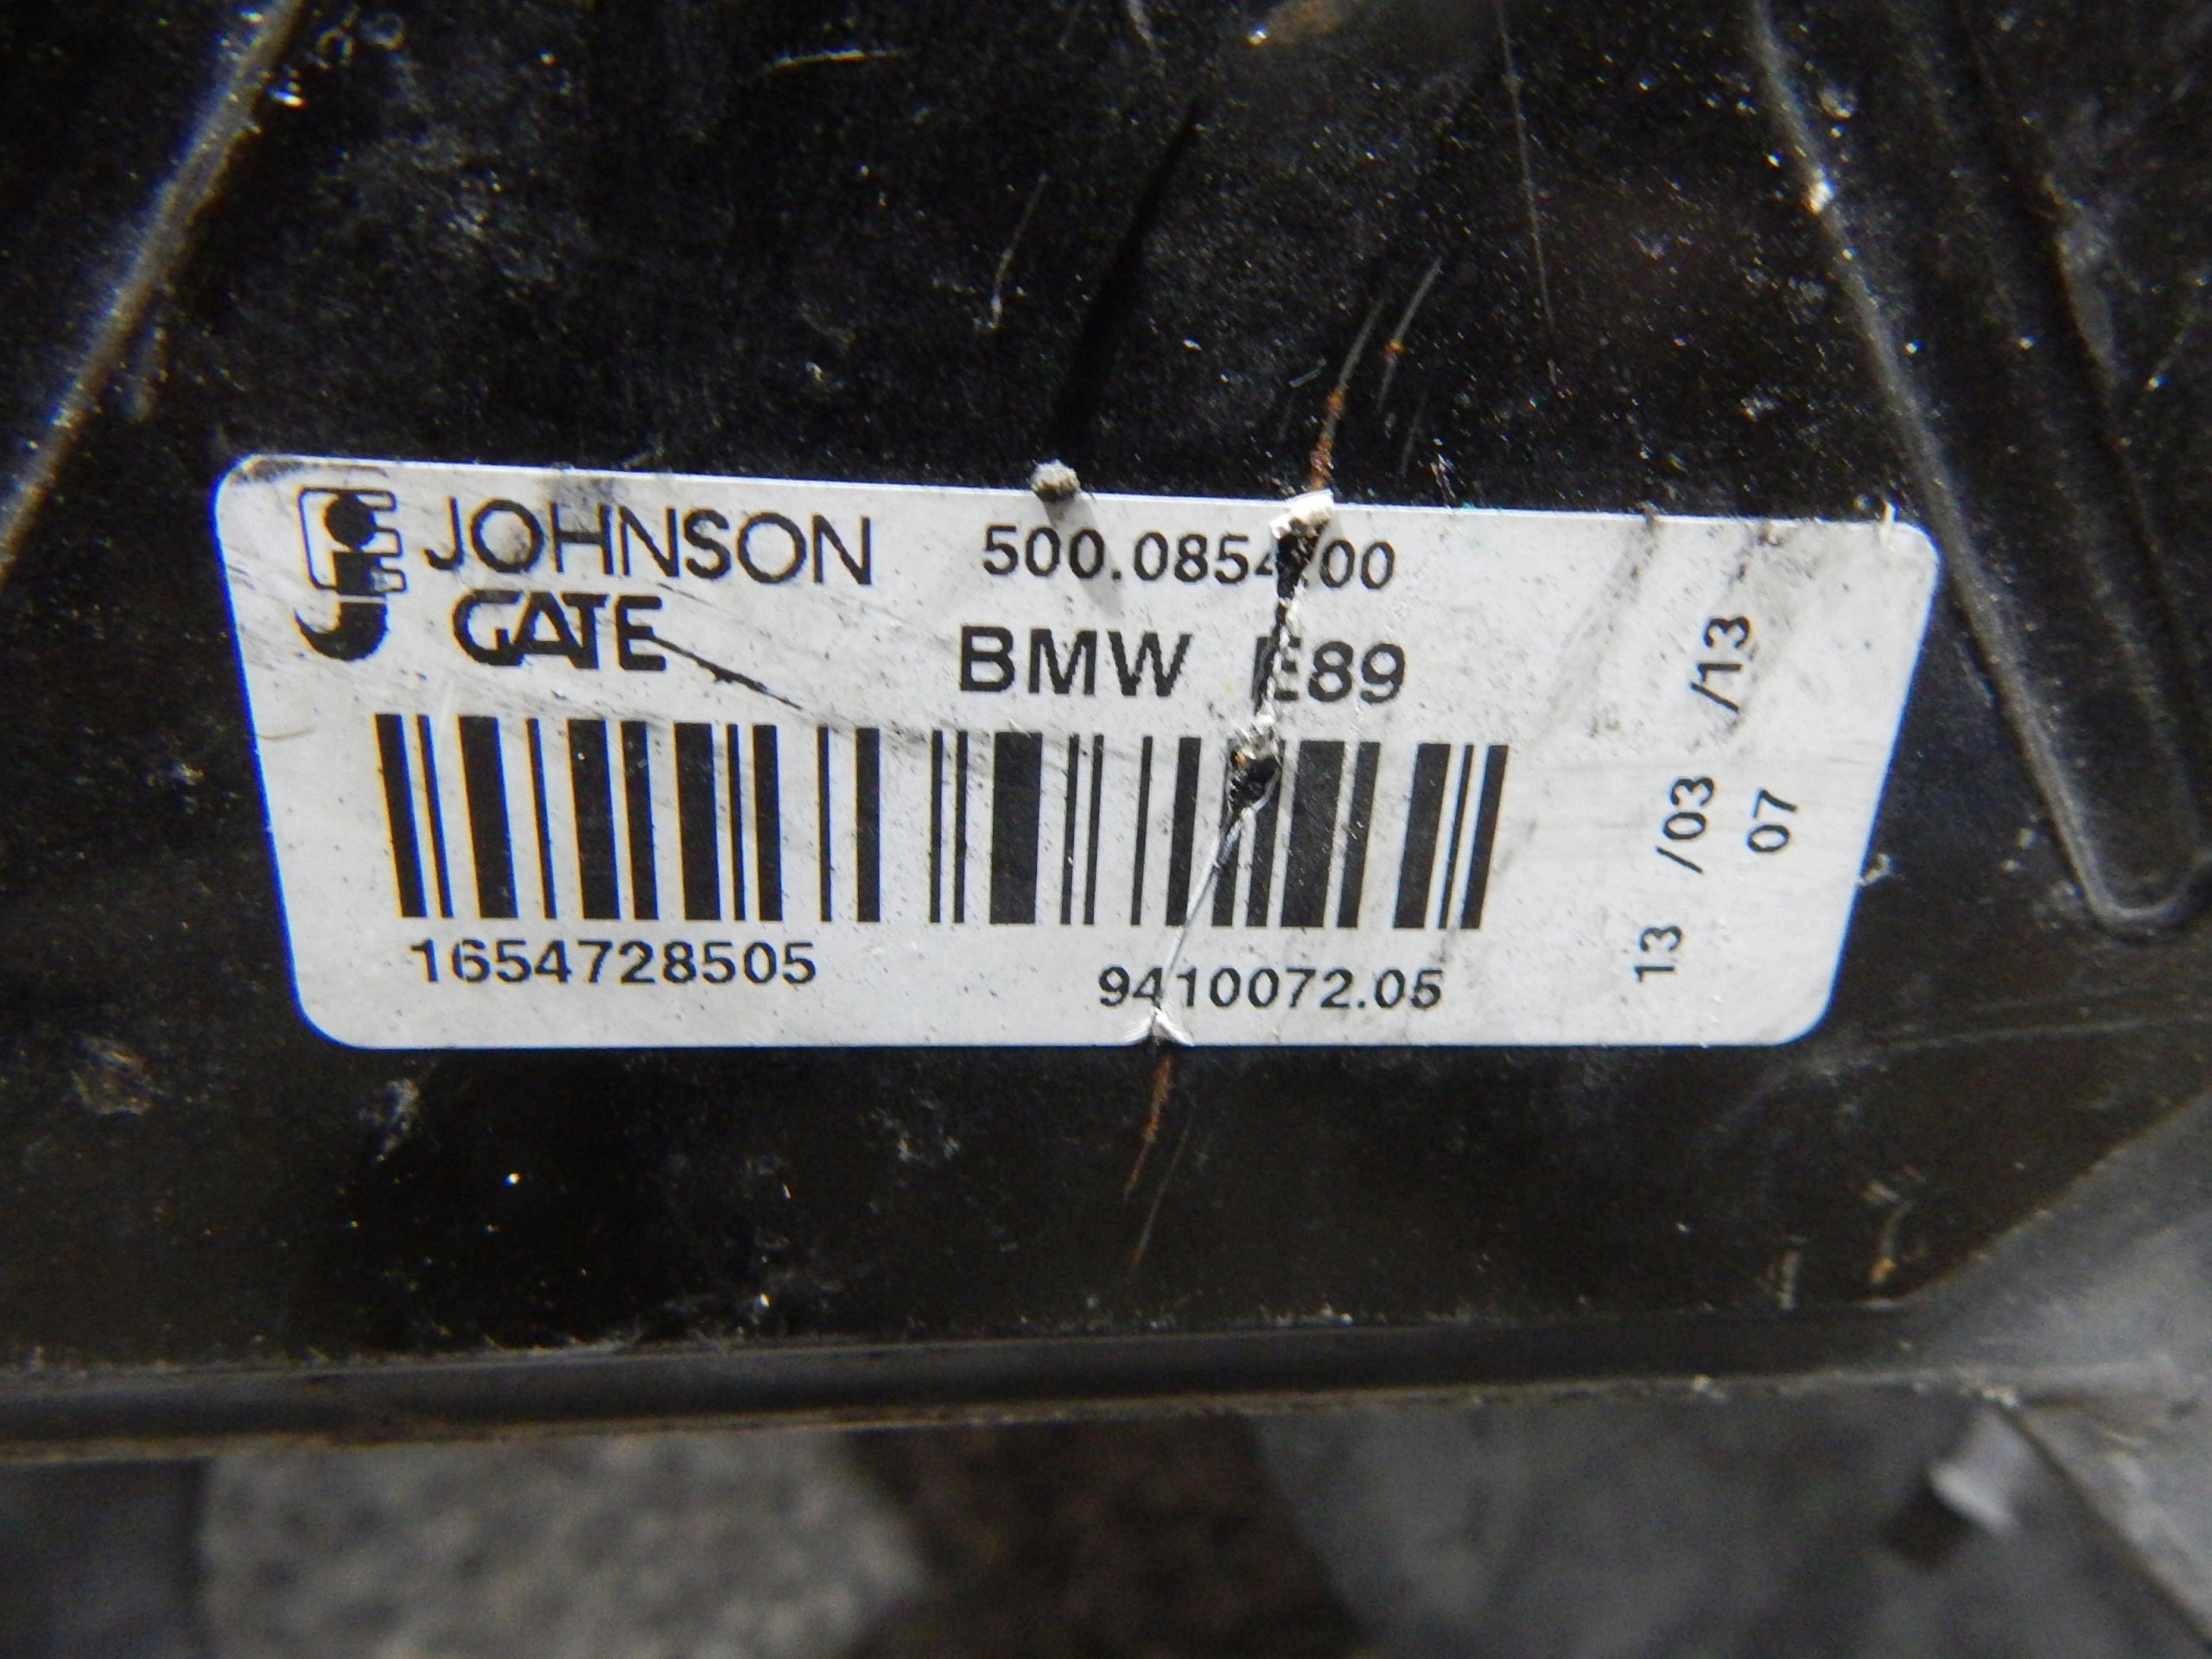 JOHNSON 500.0854.00
GATE BMW E89
1654728505 9410072.05
13 /03 /13
07